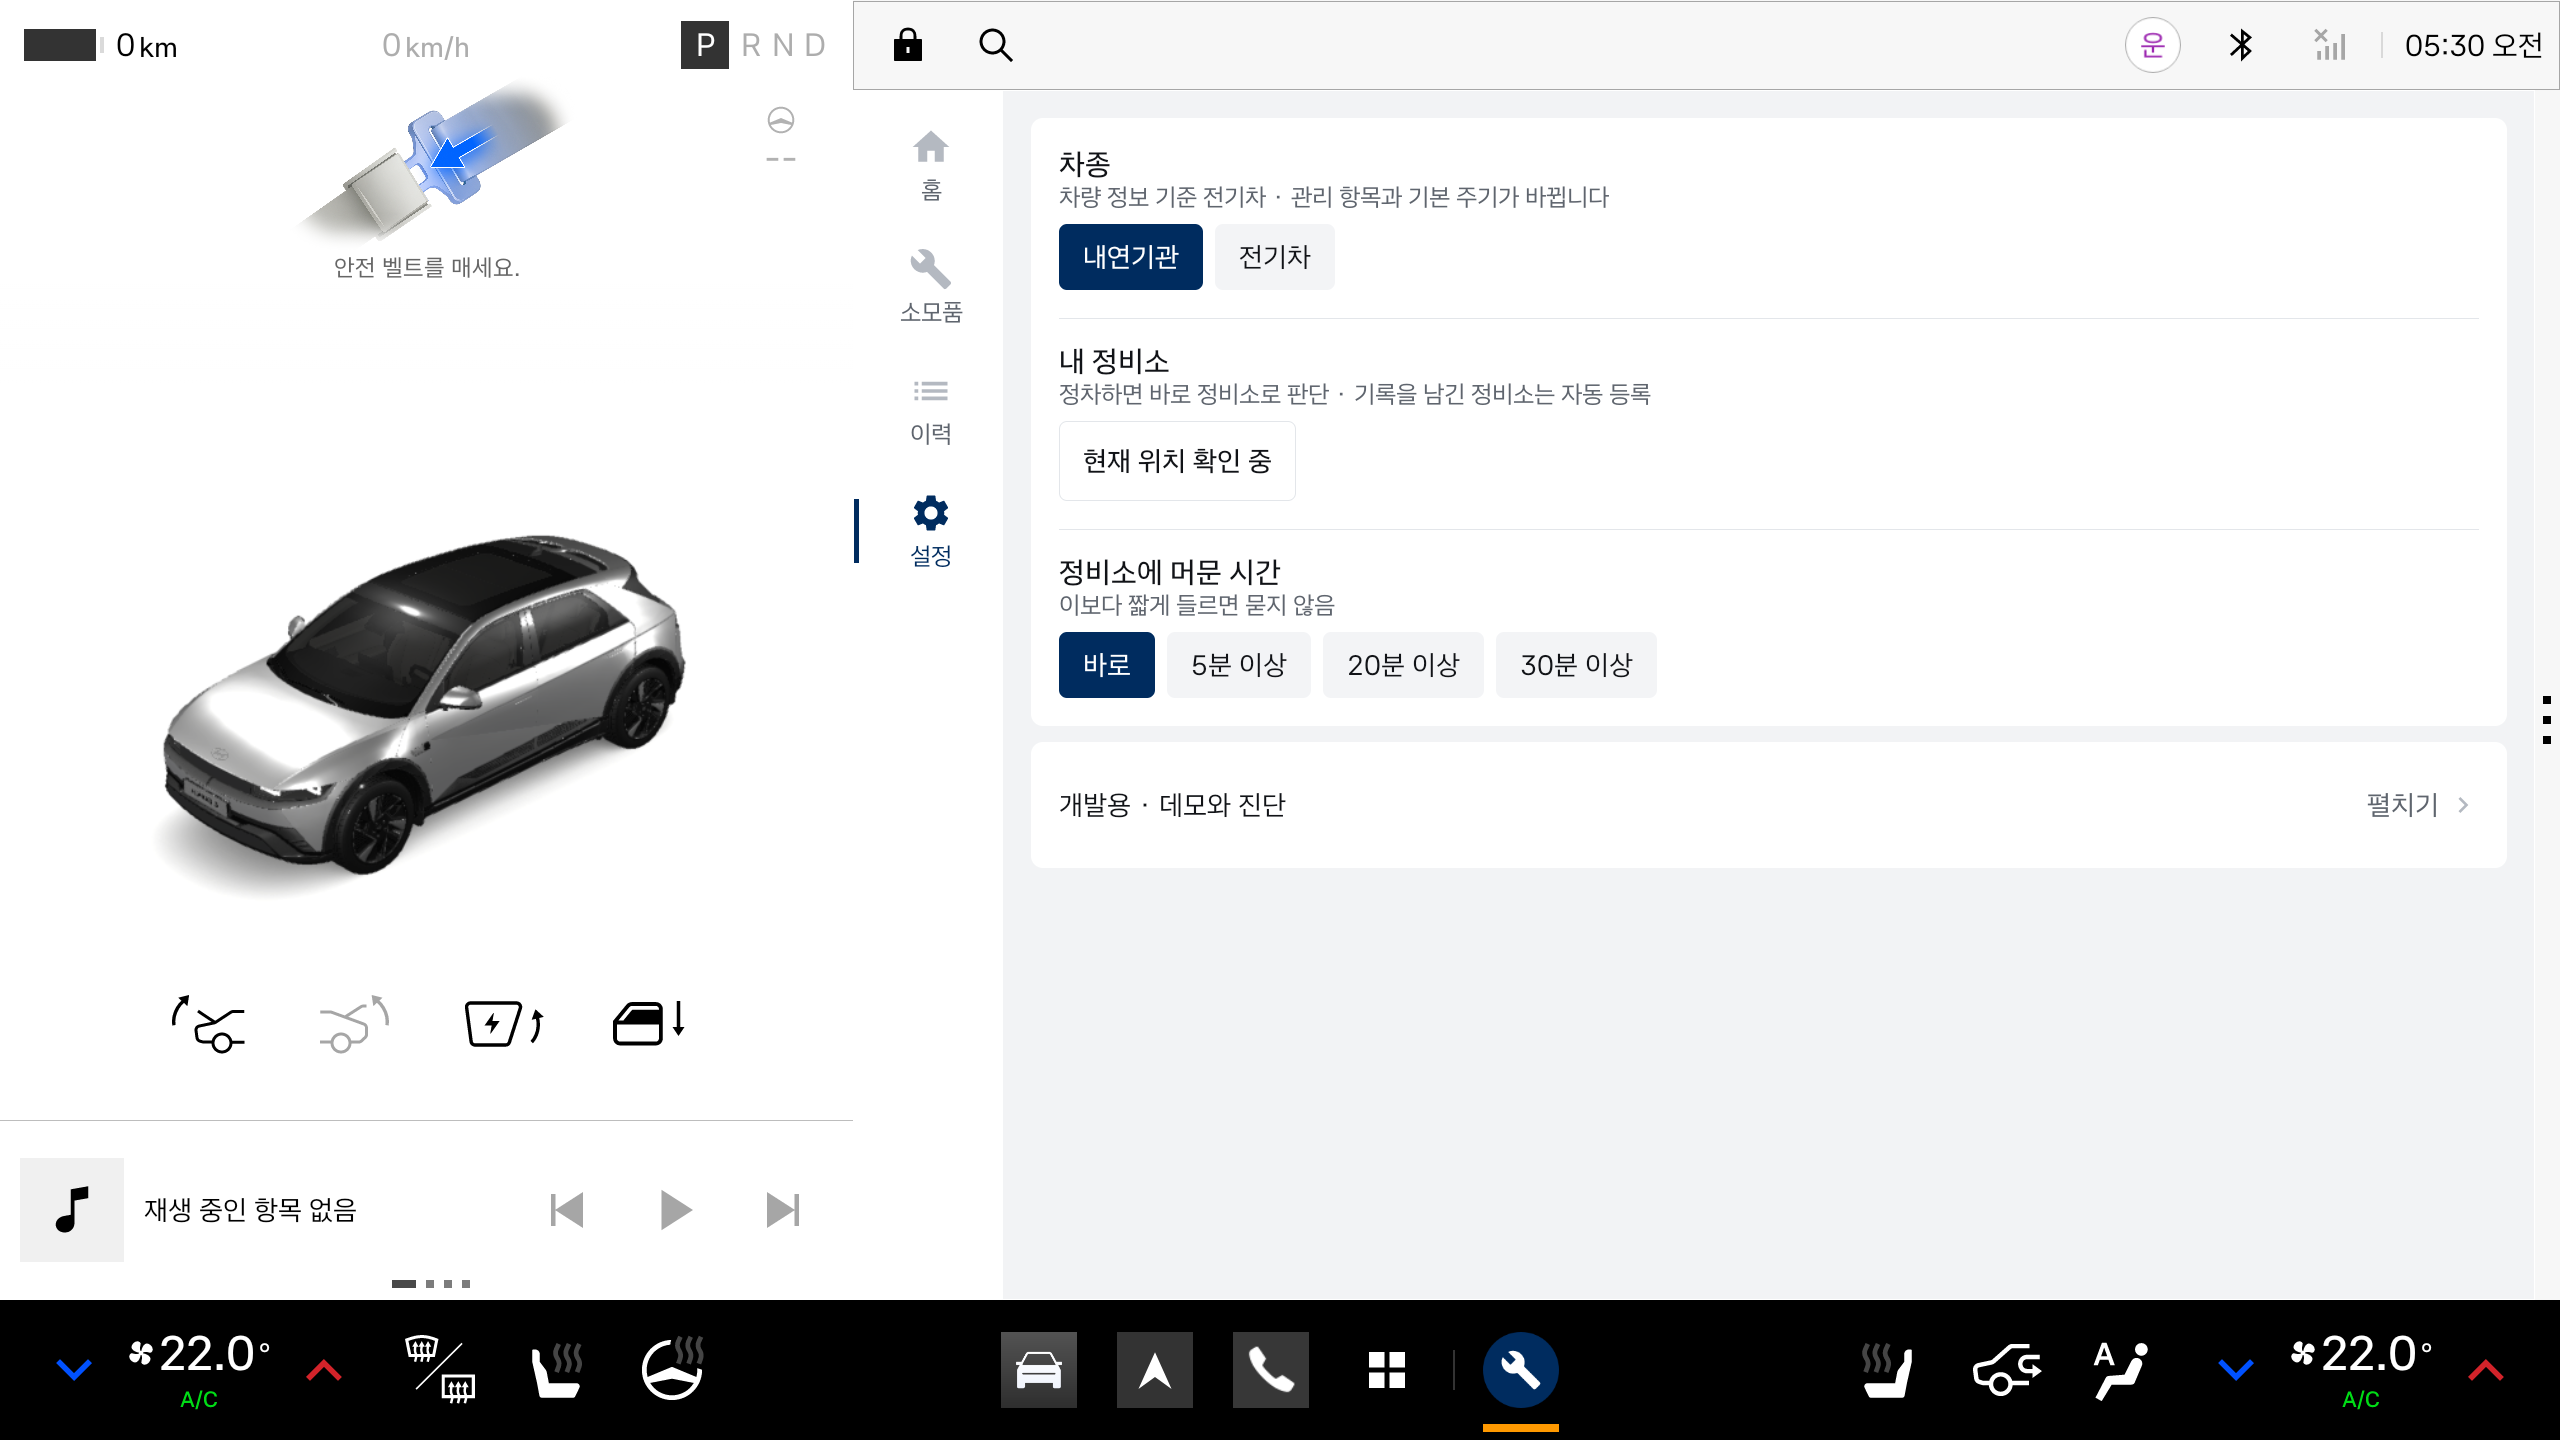 0 km
0 km/h
P R N D
운
05:30 오전
--
안전 벨트를 매세요.
홈
소모품
이력
설정
차종
차량 정보 기준 전기차 · 관리 항목과 기본 주기가 바뀝니다
내연기관
전기차
내 정비소
정차하면 바로 정비소로 판단 · 기록을 남긴 정비소는 자동 등록
현재 위치 확인 중
정비소에 머문 시간
이보다 짧게 들르면 묻지 않음
바로
5분 이상
20분 이상
30분 이상
개발용 · 데모와 진단
펼치기
재생 중인 항목 없음
22.0°
A/C
A
22.0°
A/C